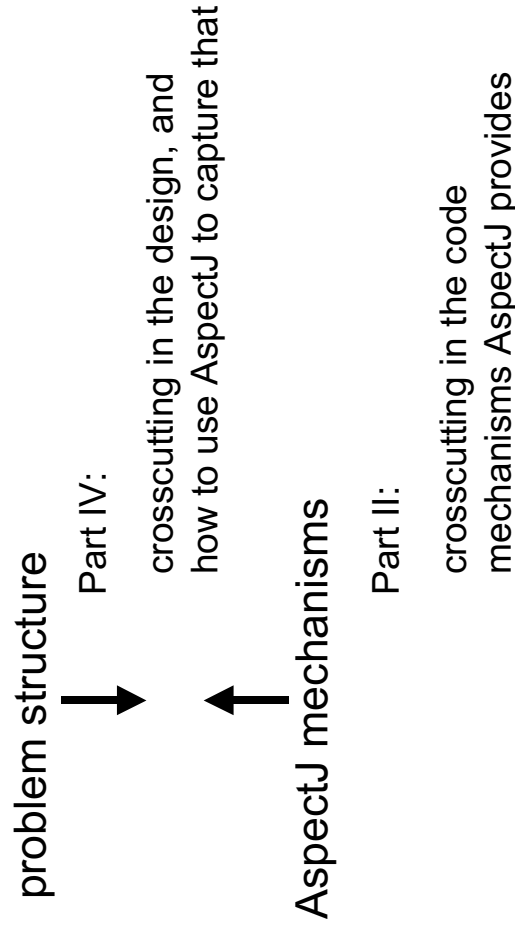 problem structure
Part IV:
crosscutting in the design, and
how to use AspectJ to capture that
AspectJ mechanisms
Part II:
crosscutting in the code
mechanisms AspectJ provides